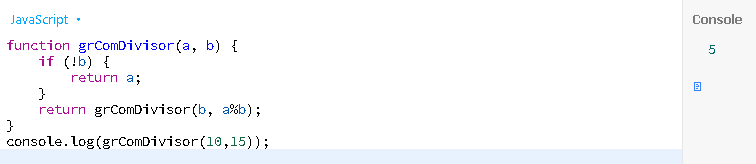 JavaScript
Console
function grComDivisor(a, b) {
    if (!b) {
        return a;
    }
    return grComDivisor(b, a%b);
}
console.log(grComDivisor(10,15));
5